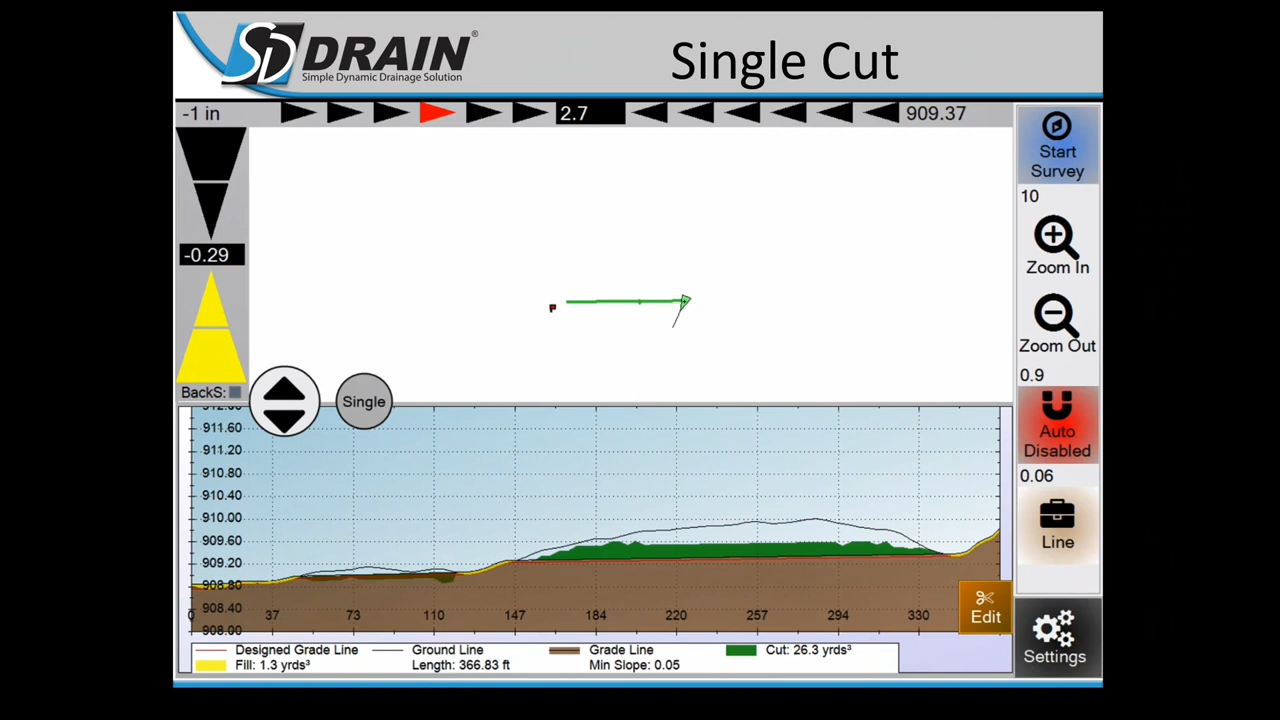 SD DRAIN®
Simple Dynamic Drainage Solution
Single Cut
-1 in
2.7
909.37
Start
Survey
10
Zoom In
-0.29
Zoom Out
0.9
BackS:
Single
Auto
Disabled
0.06
Line
912.00
911.60
911.20
910.80
910.40
910.00
909.60
909.20
908.80
908.40
908.00
0 37 73 110 147 184 220 257 294 330
Edit
Settings
Designed Grade Line Ground Line Grade Line Cut: 26.3 yrds³
Fill: 1.3 yrds³ Length: 366.83 ft Min Slope: 0.05